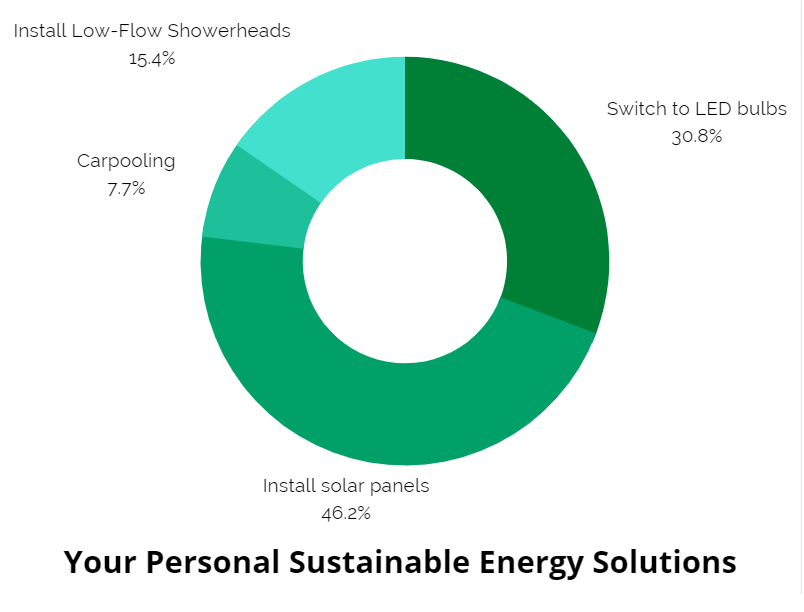 Install Low-Flow Showerheads
15.4%
Switch to LED bulbs
30.8%
Carpooling
7.7%
Install solar panels
46.2%
Your Personal Sustainable Energy Solutions